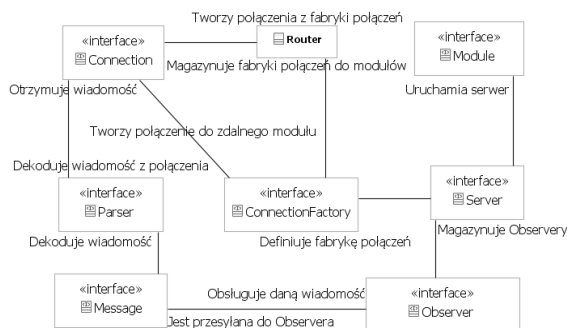 Tworzy połączenia z fabryki połączeń
«interface»
Connection
Router
«interface»
Module
Magazynuje fabryki połączeń do modułów
Otrzymuje wiadomość
Uruchamia serwer
Tworzy połączenię do zdalnego modułu
Dekoduje wiadomość z połączenia
«interface»
Parser
«interface»
ConnectionFactory
«interface»
Server
Dekoduje wiadomość
Definiuje fabrykę połączeń
Magazynuje Observery
«interface»
Message
Obsługuje daną wiadomość
«interface»
Observer
Jest przesyłana do Observera